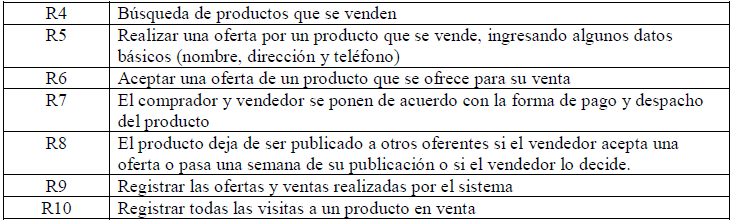 R4 Búsqueda de productos que se venden
R5 Realizar una oferta por un producto que se vende, ingresando algunos datos
básicos (nombre, dirección y teléfono)
R6 Aceptar una oferta de un producto que se ofrece para su venta
R7 El comprador y vendedor se ponen de acuerdo con la forma de pago y despacho
del producto
R8 El producto deja de ser publicado a otros oferentes si el vendedor acepta una
oferta o pasa una semana de su publicación o si el vendedor lo decide.
R9 Registrar las ofertas y ventas realizadas por el sistema
R10 Registrar todas las visitas a un producto en venta